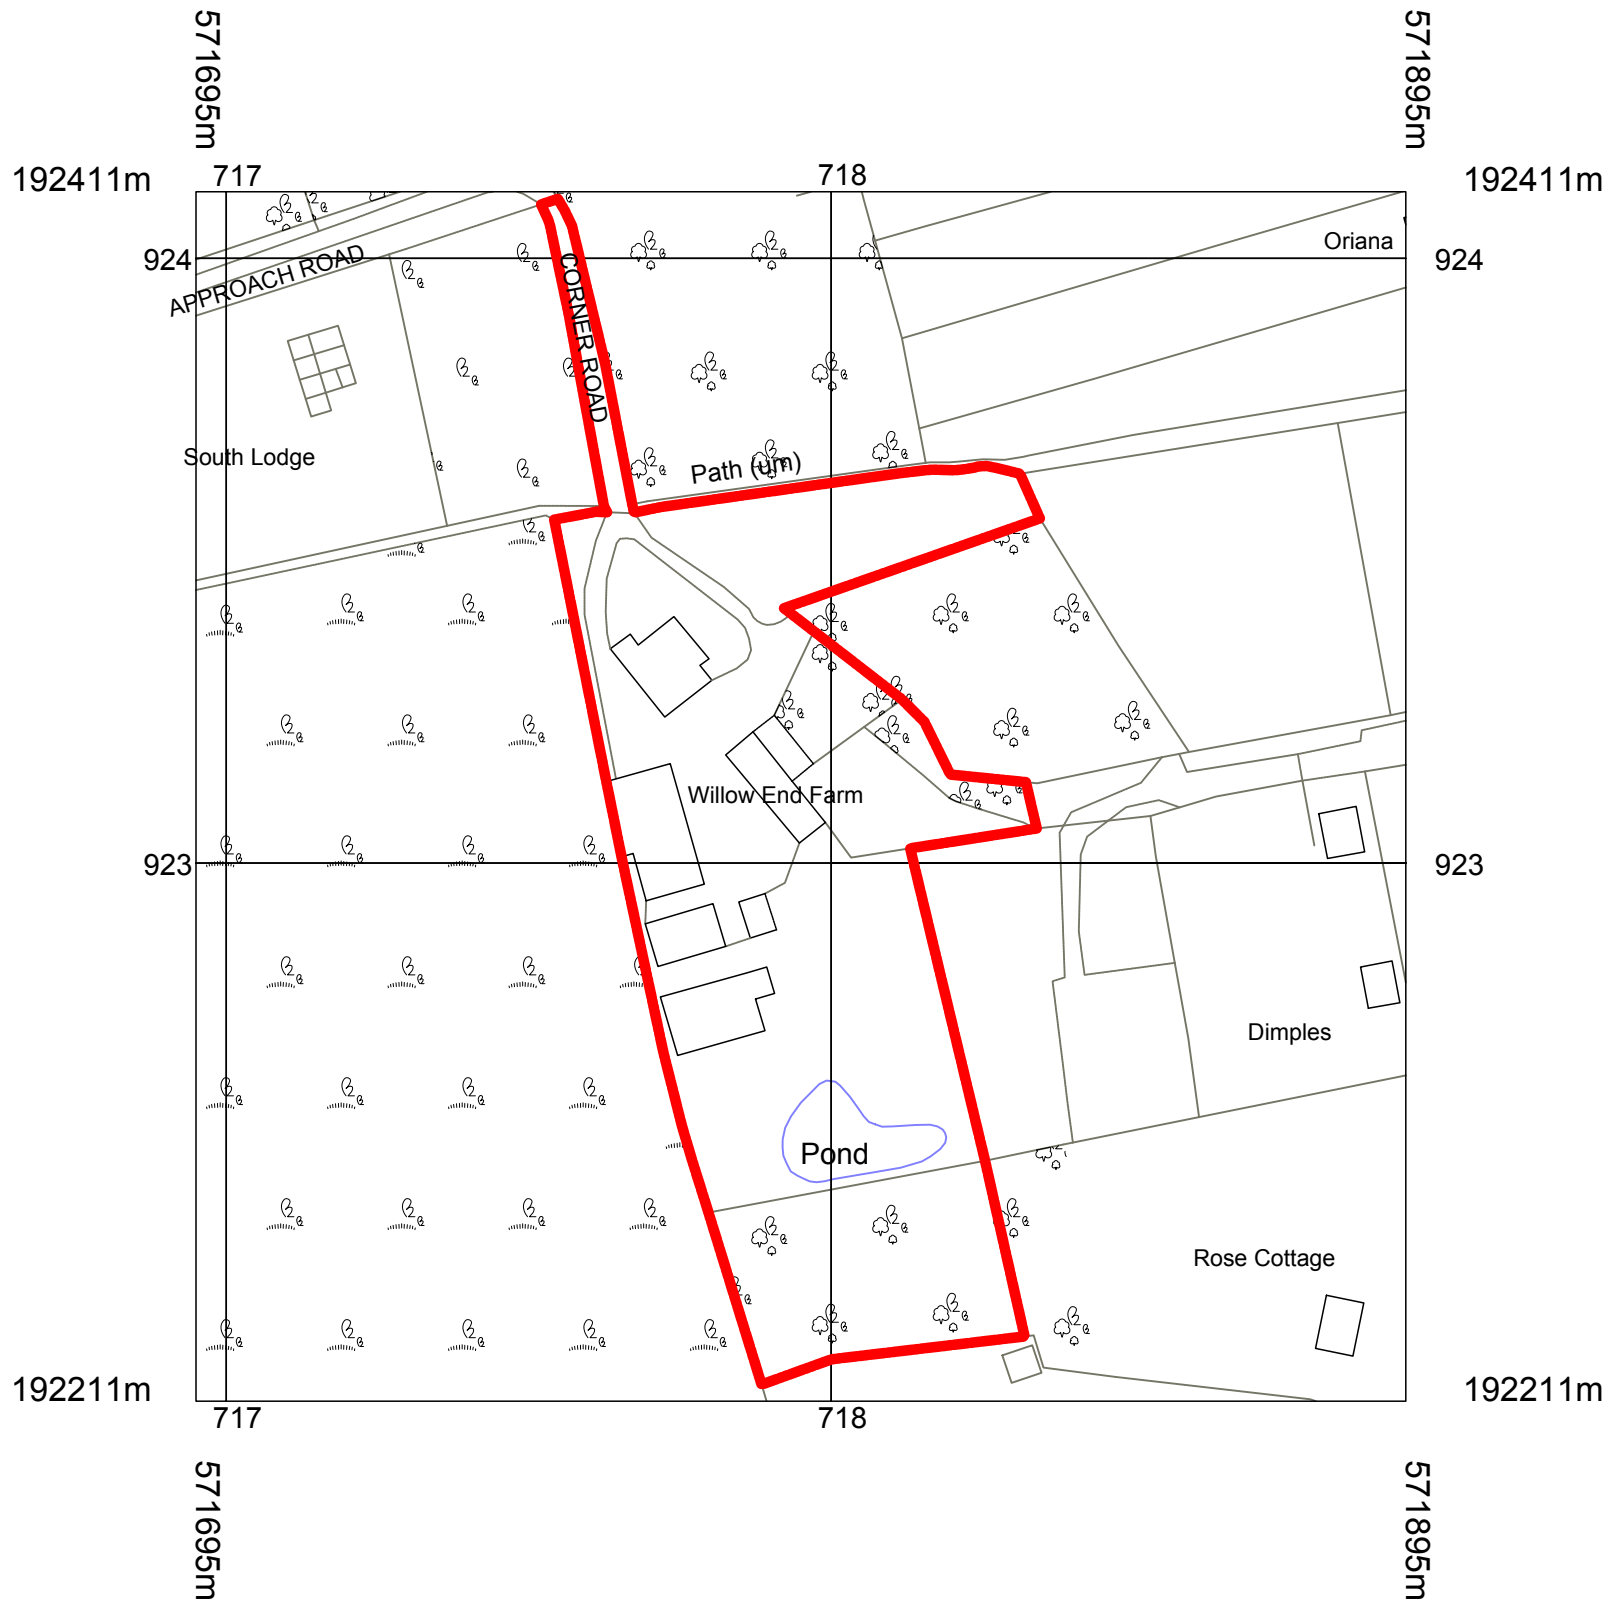 571695m
571895m
192411m
717
718
192411m
924
APPROACH ROAD
CORNER ROAD
Oriana
924
South Lodge
Path (um)
Willow End Farm
923
923
Dimples
Pond
Rose Cottage
192211m
717
718
192211m
571695m
571895m